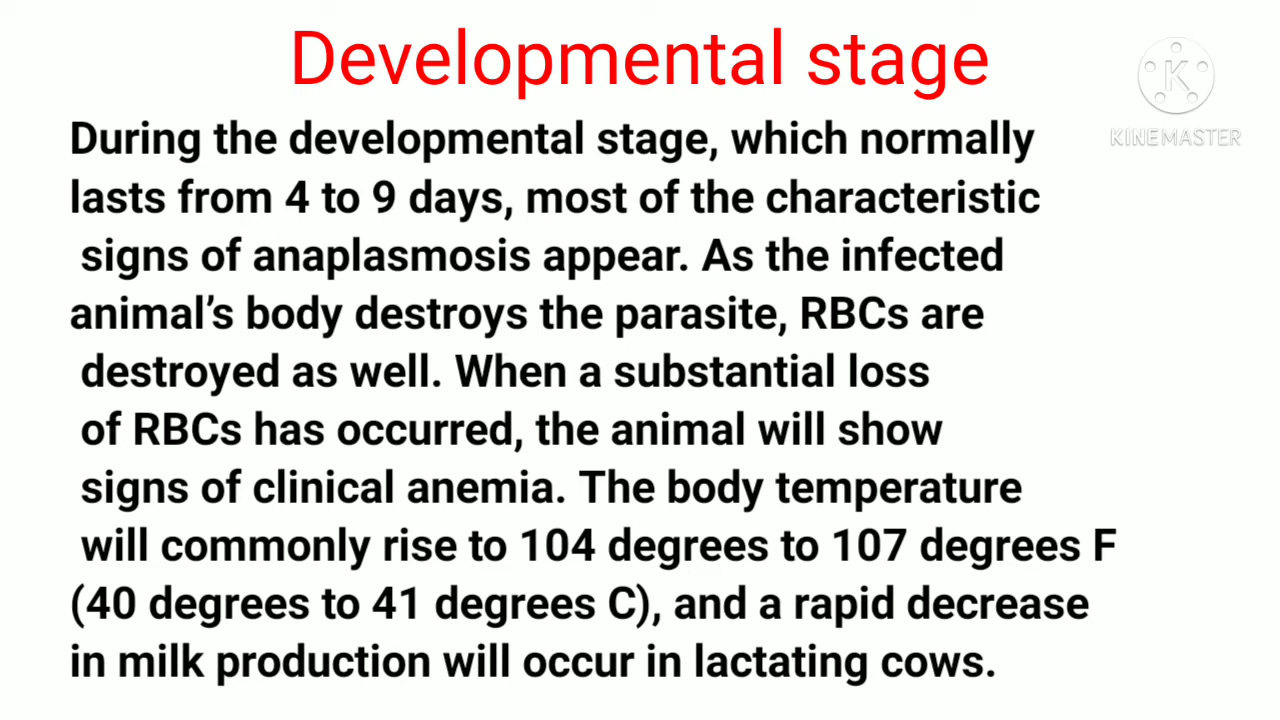 Developmental stage
K
KINEMASTER
During the developmental stage, which normally
lasts from 4 to 9 days, most of the characteristic
signs of anaplasmosis appear. As the infected
animal’s body destroys the parasite, RBCs are
destroyed as well. When a substantial loss
of RBCs has occurred, the animal will show
signs of clinical anemia. The body temperature
will commonly rise to 104 degrees to 107 degrees F
(40 degrees to 41 degrees C), and a rapid decrease
in milk production will occur in lactating cows.